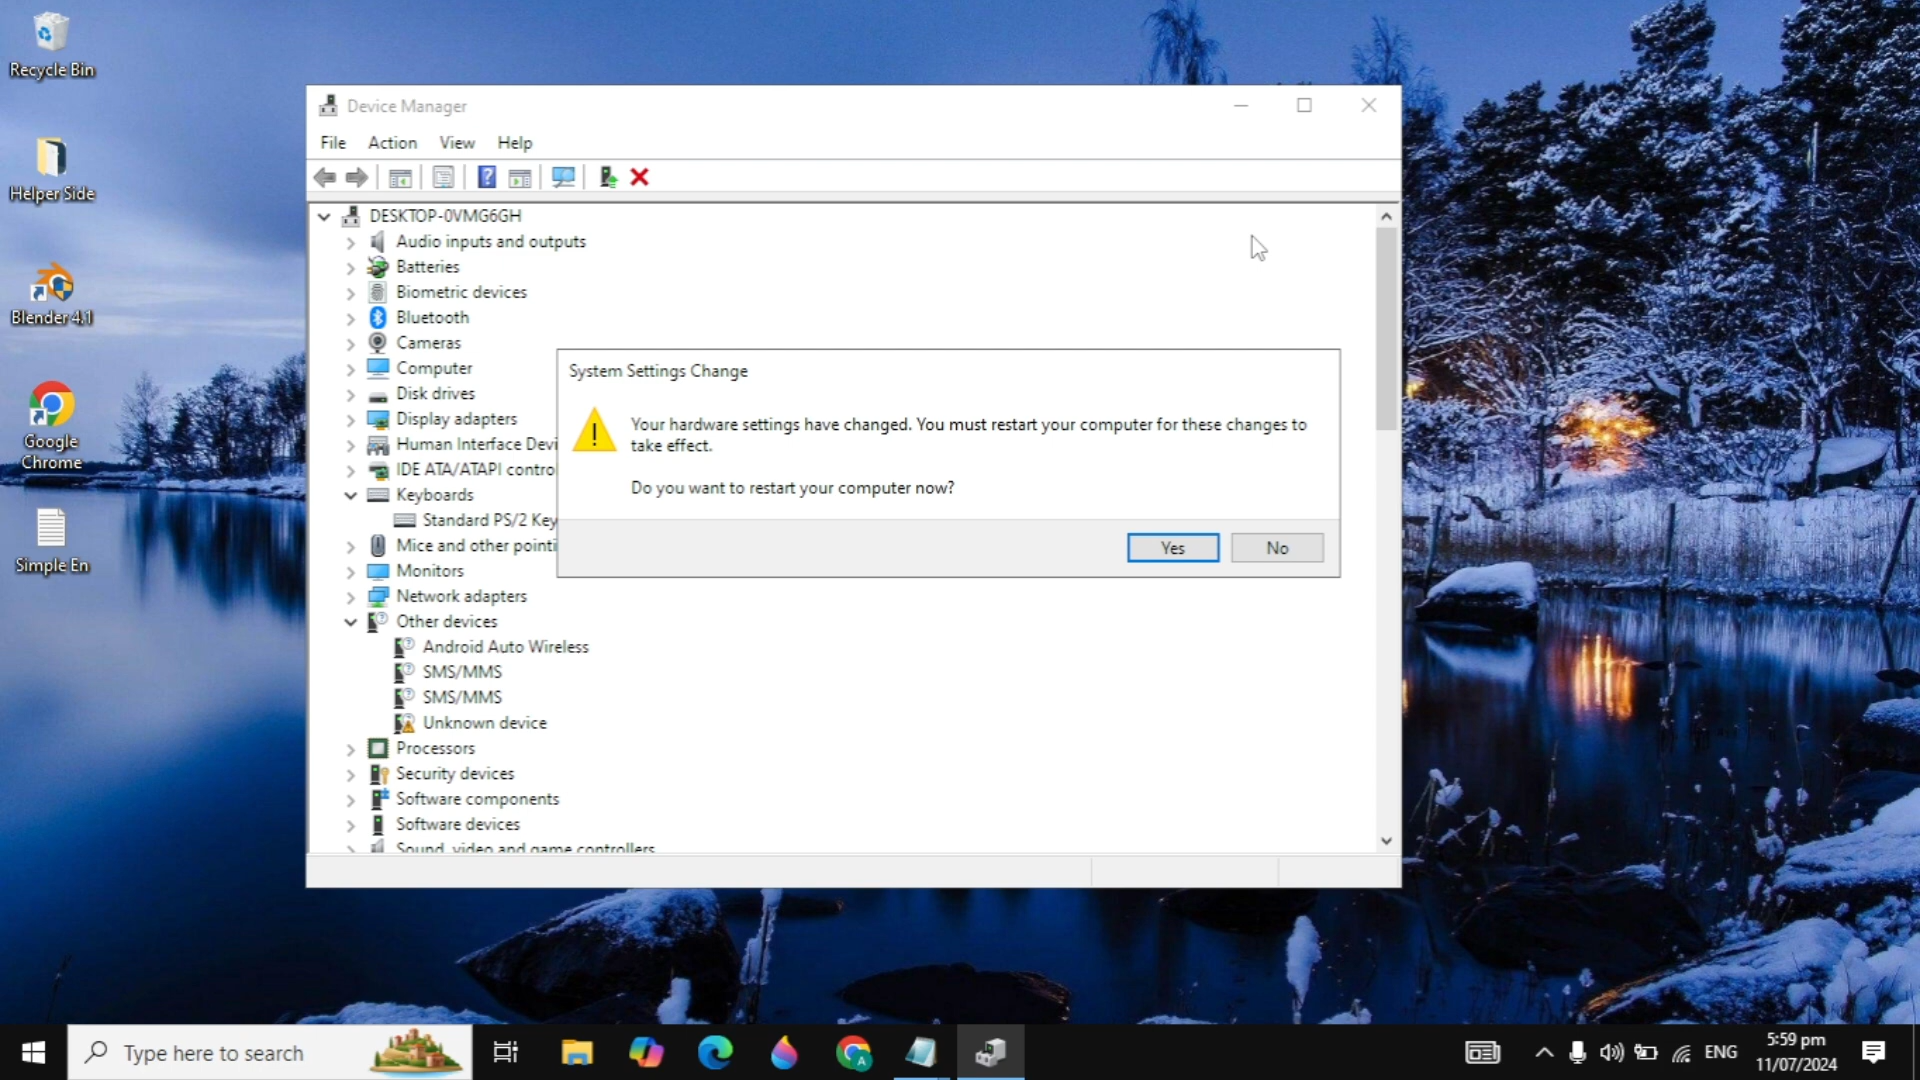 Recycle Bin
Helper Side
Blender 4.1
Google
Chrome
Simple En
Device Manager
File Action View Help
DESKTOP-0VMG6GH
Audio inputs and outputs
Batteries
Biometric devices
Bluetooth
Cameras
Computer
Disk drives
Display adapters
Human Interface Devi
IDE ATA/ATAPI contro
Keyboards
Standard PS/2 Key
Mice and other pointi
Monitors
Network adapters
Other devices
Android Auto Wireless
SMS/MMS
SMS/MMS
Unknown device
Processors
Security devices
Software components
Software devices
Sound, video and game controllers
System Settings Change
Your hardware settings have changed. You must restart your computer for these changes to
take effect.
Do you want to restart your computer now?
Yes No
Type here to search
A
ENG
5:59 pm
11/07/2024